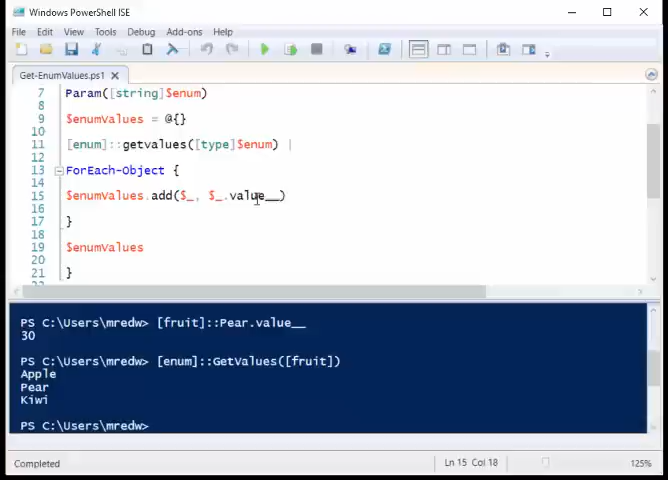 Windows PowerShell ISE
File Edit View Tools Debug Add-ons Help
Get-EnumValues.ps1
7 Param([string]$enum)
8
9 $enumValues = @{}
10
11 [enum]::getvalues([type]$enum) |
12
13 ForEach-Object {
14
15 $enumValues.add($_, $_.value__)
16
17 }
18
19 $enumValues
20
21 }
PS C:\Users\mredw> [fruit]::Pear.value__
30
PS C:\Users\mredw> [enum]::GetValues([fruit])
Apple
Pear
Kiwi
PS C:\Users\mredw>
Completed Ln 15 Col 18 125%